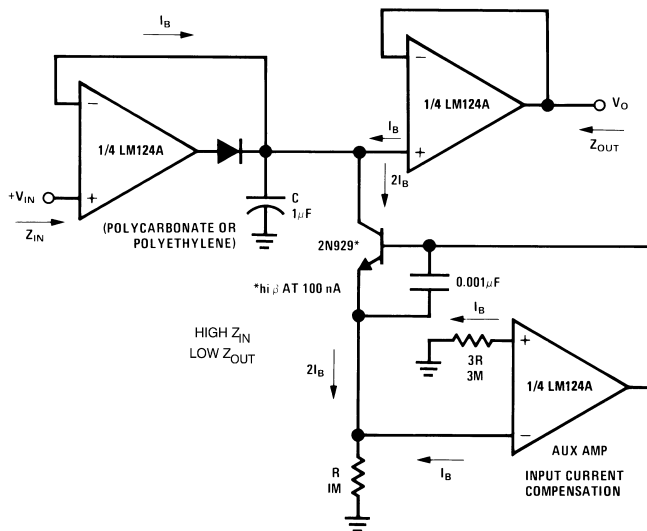 I_B
−
1/4 LM124A
+V_IN
+
Z_IN
C
1μF
(POLYCARBONATE OR
POLYETHYLENE)
−
1/4 LM124A
I_B
+
V_O
Z_OUT
2I_B
2N929*
*hi β AT 100 nA
0.001μF
HIGH Z_IN
LOW Z_OUT
2I_B
I_B
3R
3M
+
1/4 LM124A
−
AUX AMP
INPUT CURRENT
COMPENSATION
I_B
R
1M